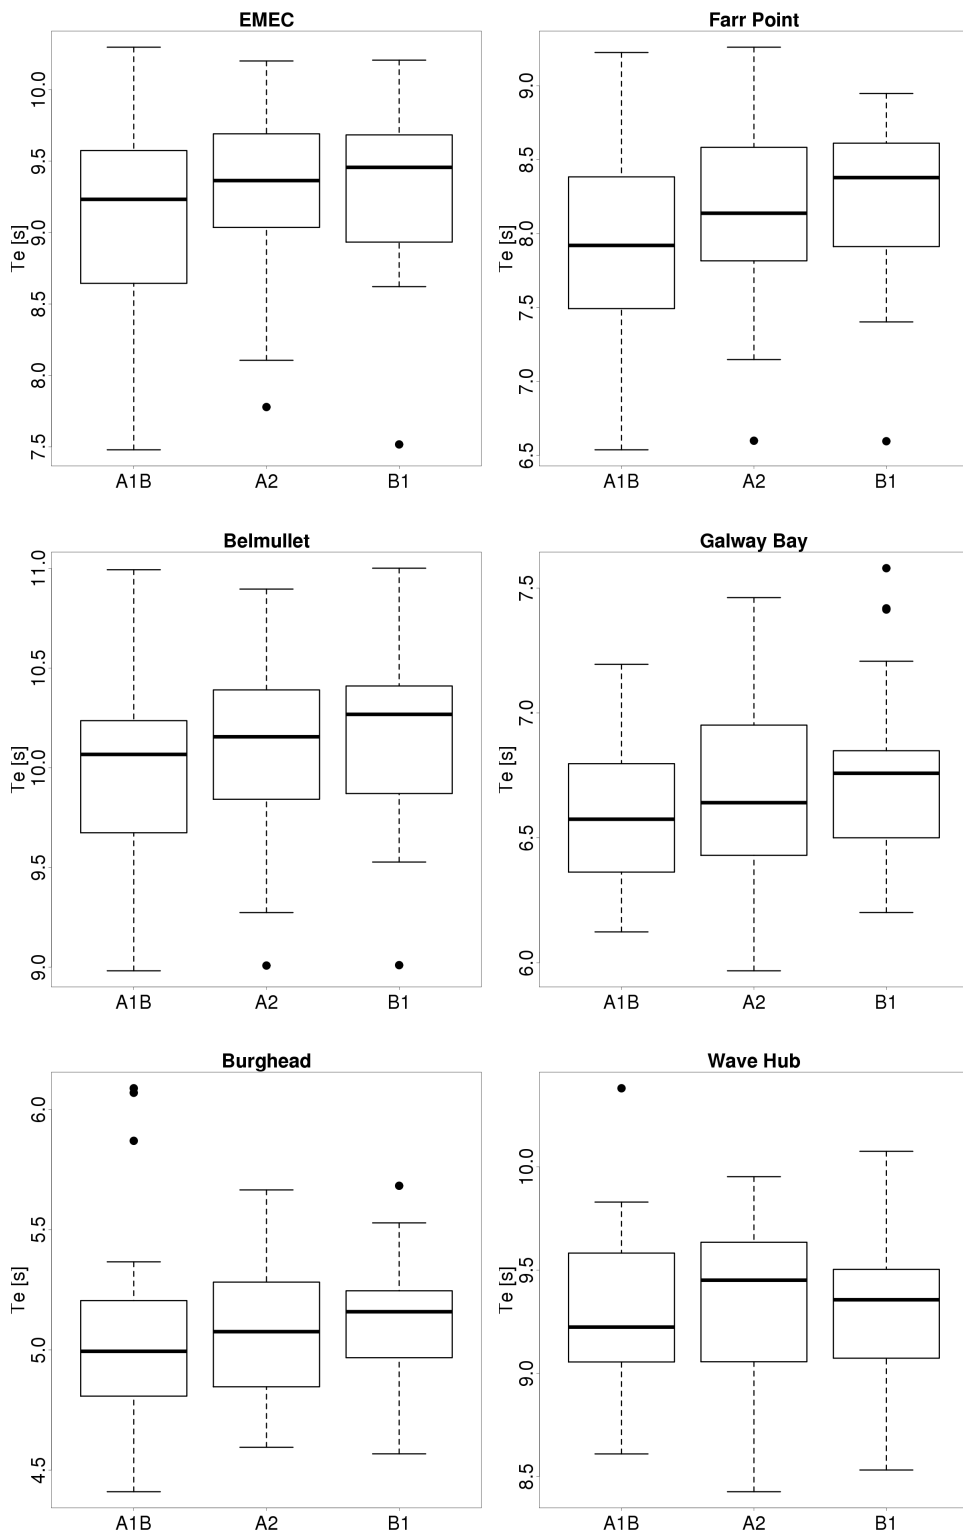 EMEC
Te [s]
10.0
9.5
9.0
8.5
8.0
7.5
A1B A2 B1
Farr Point
Te [s]
9.0
8.5
8.0
7.5
7.0
6.5
A1B A2 B1
Belmullet
Te [s]
11.0
10.5
10.0
9.5
9.0
A1B A2 B1
Galway Bay
Te [s]
7.5
7.0
6.5
6.0
A1B A2 B1
Burghead
Te [s]
6.0
5.5
5.0
4.5
A1B A2 B1
Wave Hub
Te [s]
10.0
9.5
9.0
8.5
A1B A2 B1